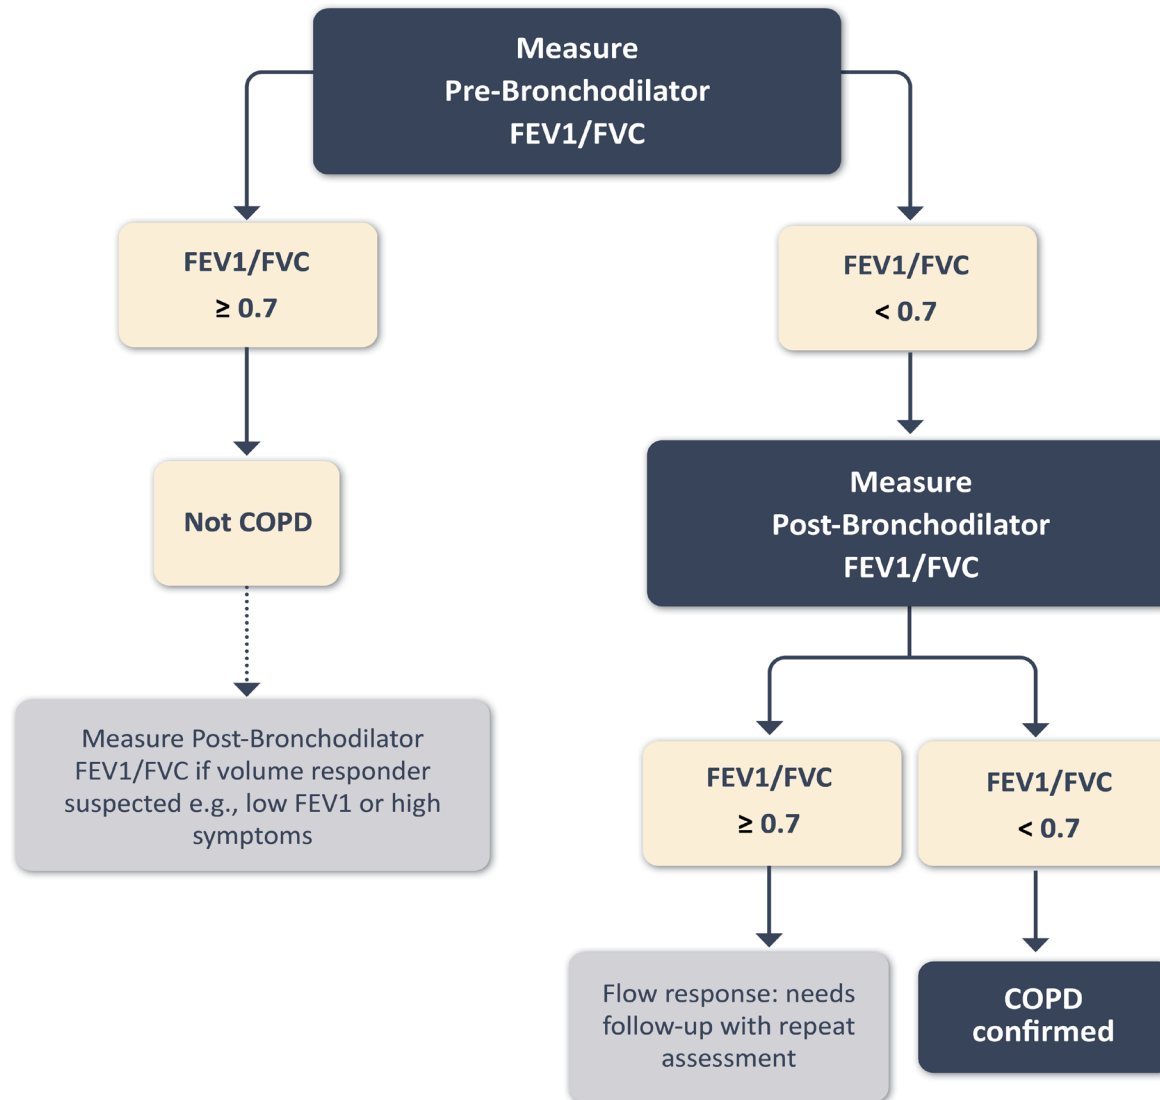 Measure
Pre-Bronchodilator
FEV1/FVC
FEV1/FVC
≥ 0.7
FEV1/FVC
< 0.7
Not COPD
Measure
Post-Bronchodilator
FEV1/FVC
Measure Post-Bronchodilator
FEV1/FVC if volume responder
suspected e.g., low FEV1 or high
symptoms
FEV1/FVC
≥ 0.7
FEV1/FVC
< 0.7
Flow response: needs
follow-up with repeat
assessment
COPD
confirmed